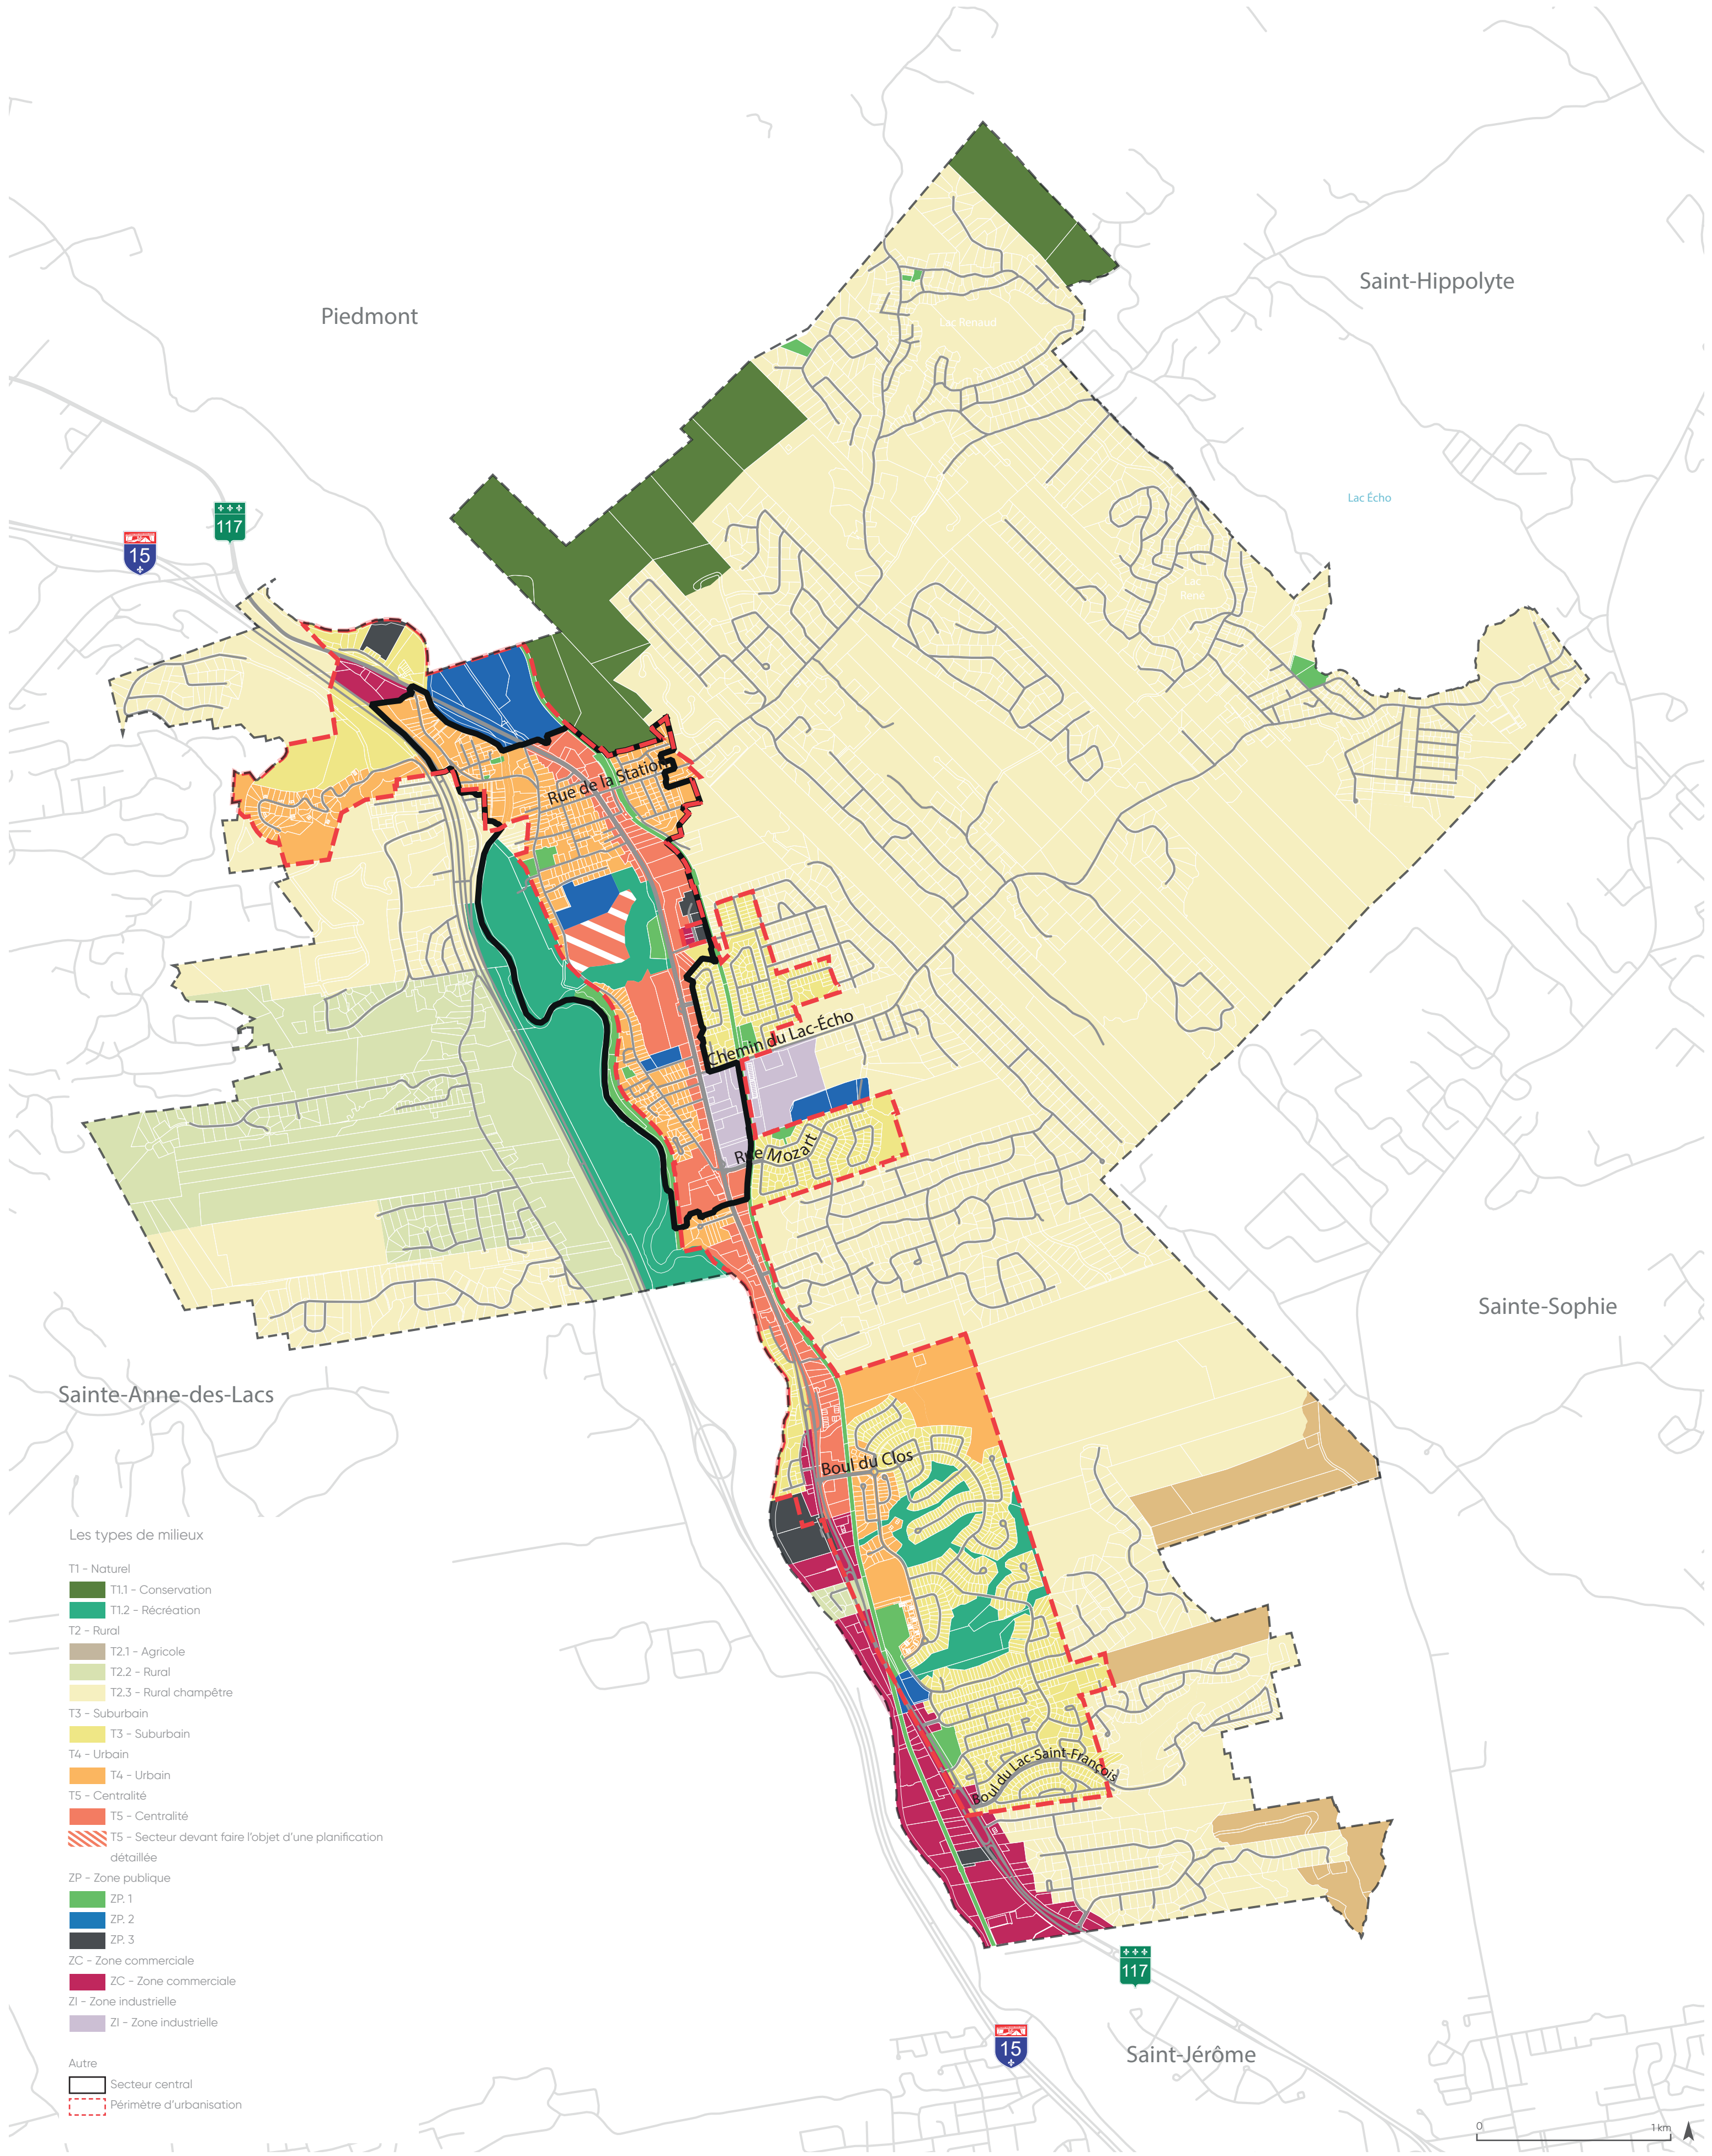 Saint-Hippolyte
Piedmont
Lac Renaud
Lac Écho
117
15
Lac
René
Rue de la Station
Chemin du Lac-Écho
Rue Mozart
Sainte-Sophie
Sainte-Anne-des-Lacs
Boul du Clos
Boul du Lac-Saint-François
Les types de milieux
T1 - Naturel
T1.1 - Conservation
T1.2 - Récréation
T2 - Rural
T2.1 - Agricole
T2.2 - Rural
T2.3 - Rural champêtre
T3 - Suburbain
T3 - Suburbain
T4 - Urbain
T4 - Urbain
T5 - Centralité
T5 - Centralité
T5 - Secteur devant faire l'objet d'une planification
détaillée
ZP - Zone publique
ZP. 1
ZP. 2
ZP. 3
ZC - Zone commerciale
ZC - Zone commerciale
ZI - Zone industrielle
ZI - Zone industrielle
Autre
Secteur central
Périmètre d'urbanisation
117
15
Saint-Jérôme
0
1 km